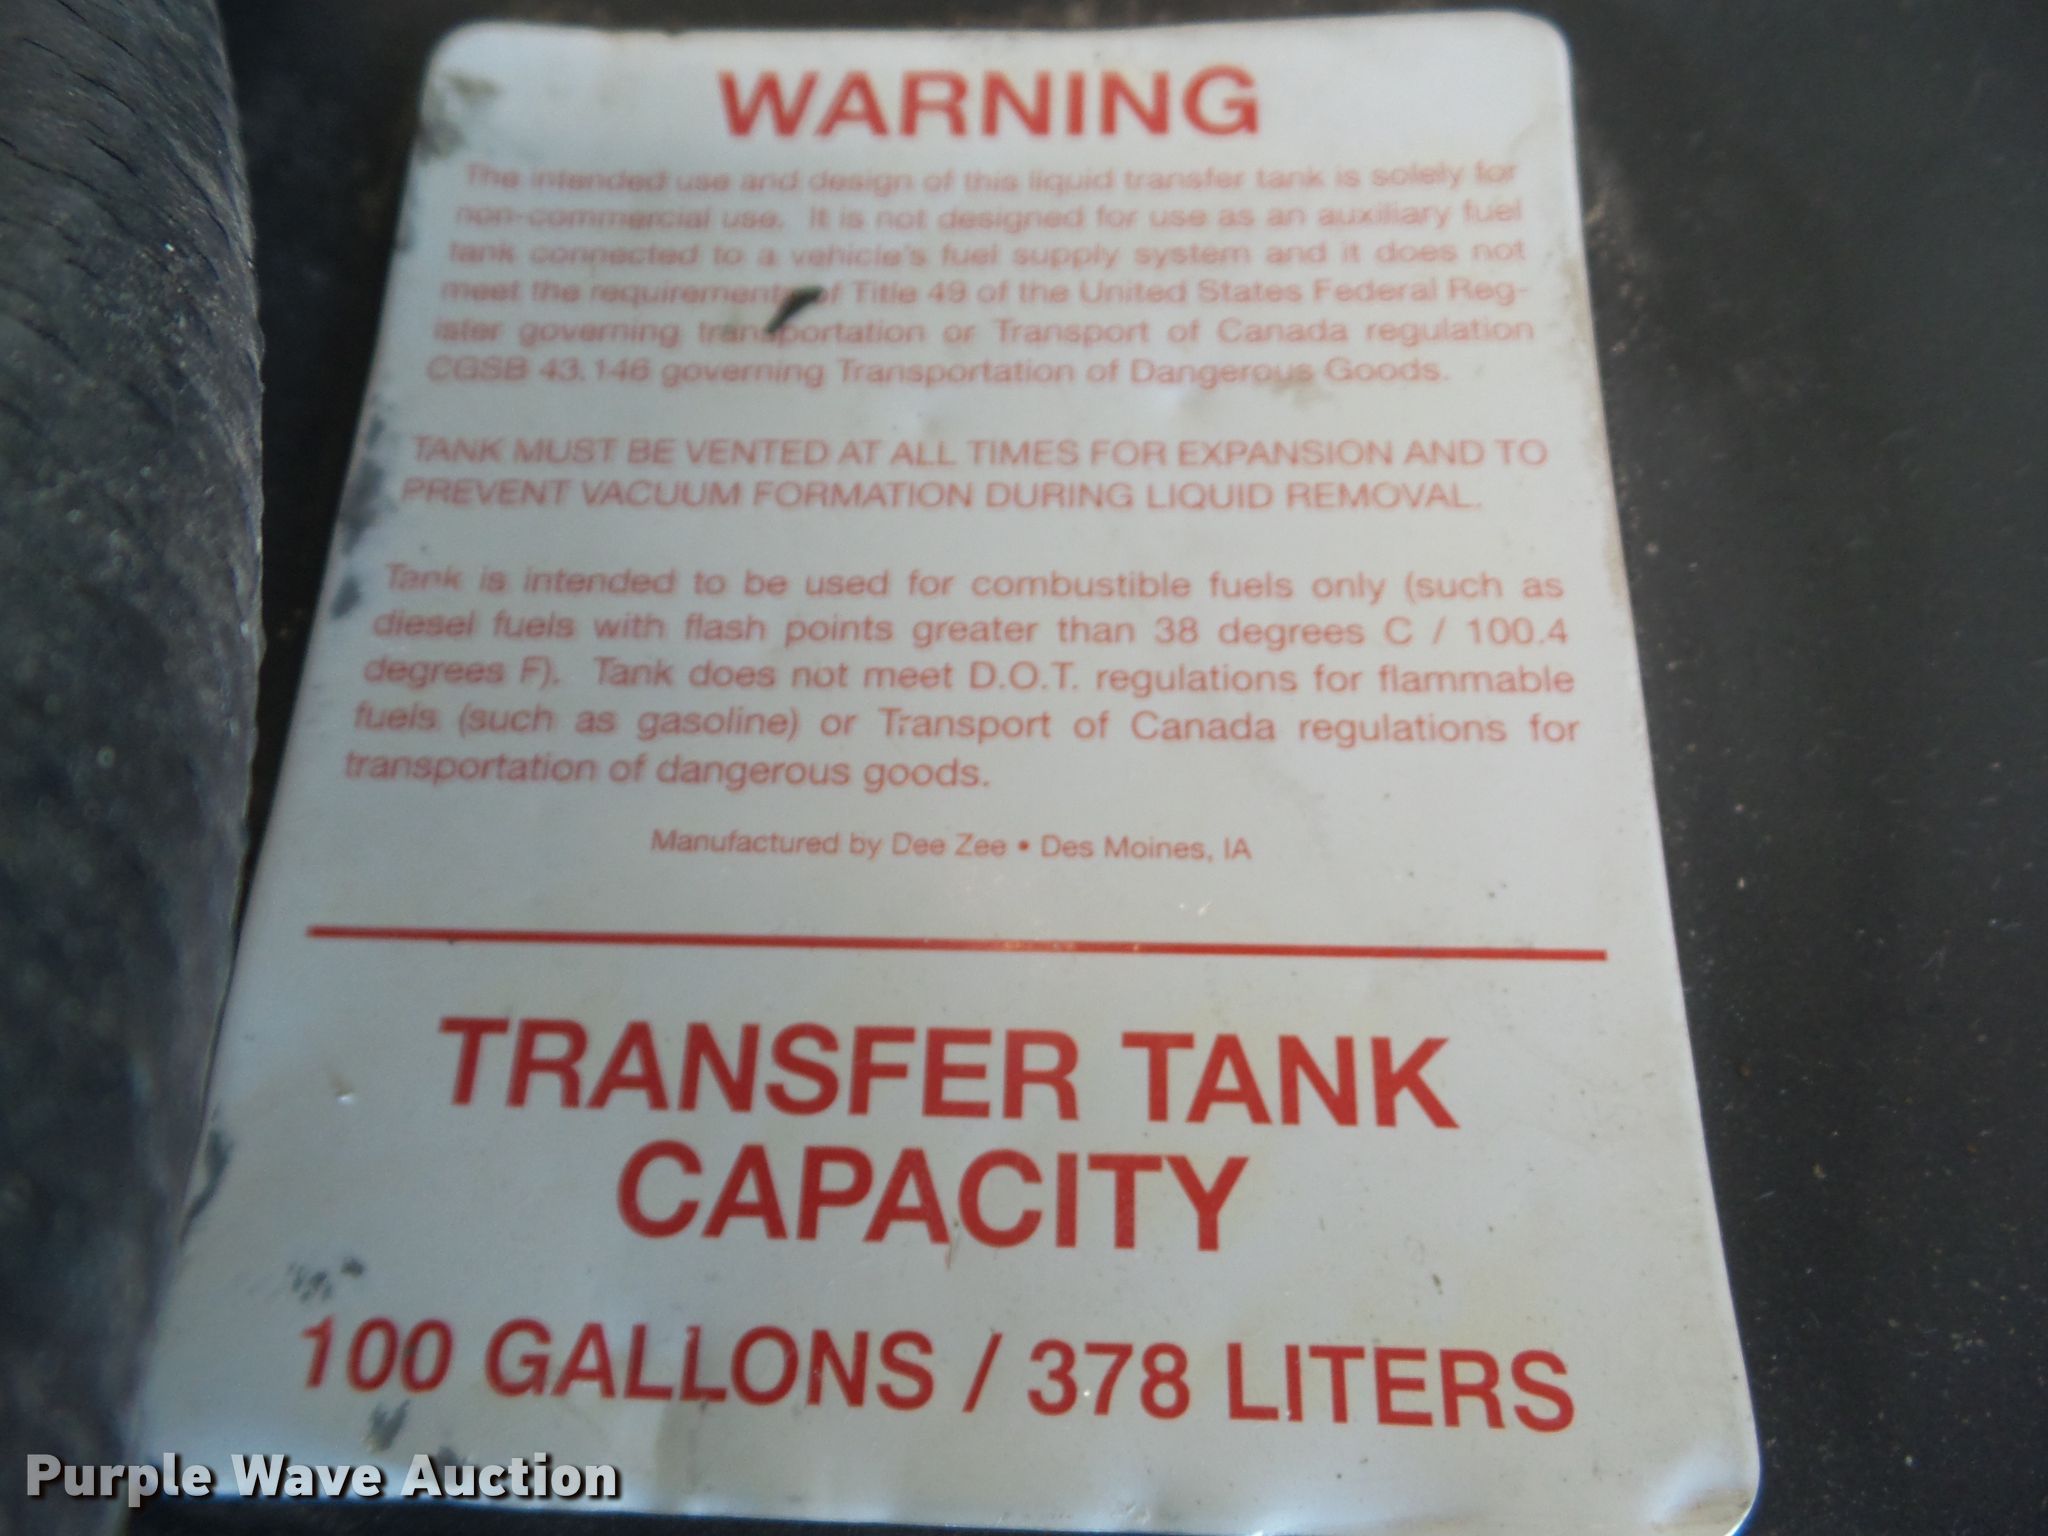 WARNING
The intended use and design of this liquid transfer tank is solely for
non-commercial use. It is not designed for use as an auxiliary fuel
tank connected to a vehicle's fuel supply system and it does not
meet the requirements of Title 49 of the United States Federal Reg-
ister governing transportation or Transport of Canada regulation
CGSB 43.146 governing Transportation of Dangerous Goods.
TANK MUST BE VENTED AT ALL TIMES FOR EXPANSION AND TO
PREVENT VACUUM FORMATION DURING LIQUID REMOVAL.
Tank is intended to be used for combustible fuels only (such as
diesel fuels with flash points greater than 38 degrees C / 100.4
degrees F). Tank does not meet D.O.T. regulations for flammable
fuels (such as gasoline) or Transport of Canada regulations for
transportation of dangerous goods.
Manufactured by Dee Zee • Des Moines, IA
TRANSFER TANK
CAPACITY
100 GALLONS / 378 LITERS
Purple Wave Auction